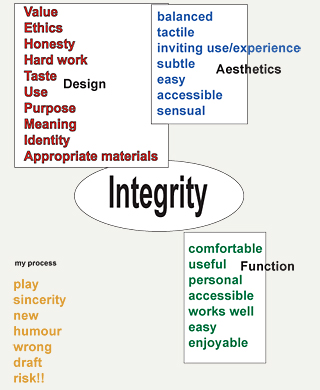 Value
Ethics
Honesty
Hard work
Taste
Use
Purpose
Meaning
Identity
Appropriate materials
Design
balanced
tactile
inviting use/experience
subtle
easy
accessible
sensual
Aesthetics
Integrity
my process
play
sincerity
new
humour
wrong
draft
risk!!
comfortable
useful
personal
accessible
works well
easy
enjoyable
Function